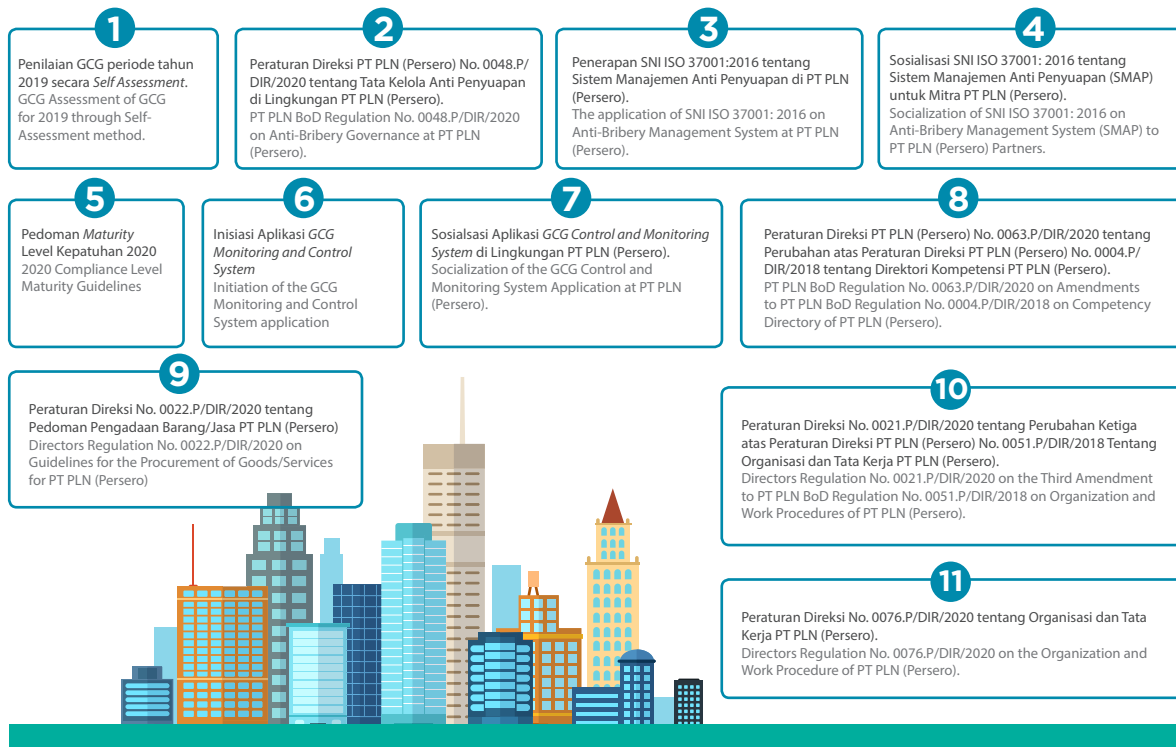 1
Penilaian GCG periode tahun
2019 secara Self Assessment.
GCG Assessment of GCG
for 2019 through Self-
Assessment method.
2
Peraturan Direksi PT PLN (Persero) No. 0048.P/
DIR/2020 tentang Tata Kelola Anti Penyuapan
di Lingkungan PT PLN (Persero).
PT PLN BoD Regulation No. 0048.P/DIR/2020
on Anti-Bribery Governance at PT PLN
(Persero).
3
Penerapan SNI ISO 37001:2016 tentang
Sistem Manajemen Anti Penyuapan di PT PLN
(Persero).
The application of SNI ISO 37001: 2016 on
Anti-Bribery Management System at PT PLN
(Persero).
4
Sosialisasi SNI ISO 37001: 2016 tentang
Sistem Manajemen Anti Penyuapan (SMAP)
untuk Mitra PT PLN (Persero).
Socialization of SNI ISO 37001: 2016 on
Anti-Bribery Management System (SMAP) to
PT PLN (Persero) Partners.
5
Pedoman Maturity
Level Kepatuhan 2020
2020 Compliance Level
Maturity Guidelines
6
Inisiasi Aplikasi GCG
Monitoring and Control
System
Initiation of the GCG
Monitoring and Control
System application
7
Sosialsasi Aplikasi GCG Control and Monitoring
System di Lingkungan PT PLN (Persero).
Socialization of the GCG Control and
Monitoring System Application at PT PLN
(Persero).
8
Peraturan Direksi PT PLN (Persero) No. 0063.P/DIR/2020 tentang
Perubahan atas Peraturan Direksi PT PLN (Persero) No. 0004.P/
DIR/2018 tentang Direktori Kompetensi PT PLN (Persero).
PT PLN BoD Regulation No. 0063.P/DIR/2020 on Amendments
to PT PLN BoD Regulation No. 0004.P/DIR/2018 on Competency
Directory of PT PLN (Persero).
9
Peraturan Direksi No. 0022.P/DIR/2020 tentang
Pedoman Pengadaan Barang/Jasa PT PLN (Persero)
Directors Regulation No. 0022.P/DIR/2020 on
Guidelines for the Procurement of Goods/Services
for PT PLN (Persero)
10
Peraturan Direksi No. 0021.P/DIR/2020 tentang Perubahan Ketiga
atas Peraturan Direksi PT PLN (Persero) No. 0051.P/DIR/2018 Tentang
Organisasi dan Tata Kerja PT PLN (Persero).
Directors Regulation No. 0021.P/DIR/2020 on the Third Amendment
to PT PLN BoD Regulation No. 0051.P/DIR/2018 on Organization and
Work Procedures of PT PLN (Persero).
11
Peraturan Direksi No. 0076.P/DIR/2020 tentang Organisasi dan Tata
Kerja PT PLN (Persero).
Directors Regulation No. 0076.P/DIR/2020 on the Organization and
Work Procedure of PT PLN (Persero).